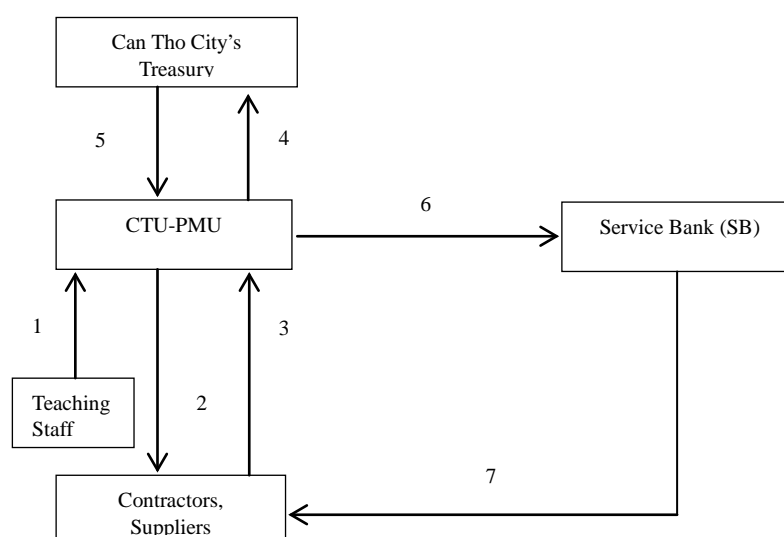 Can Tho City’s
Treasury
5
4
CTU-PMU
6
Service Bank (SB)
1
3
Teaching
Staff
2
Contractors,
Suppliers
7